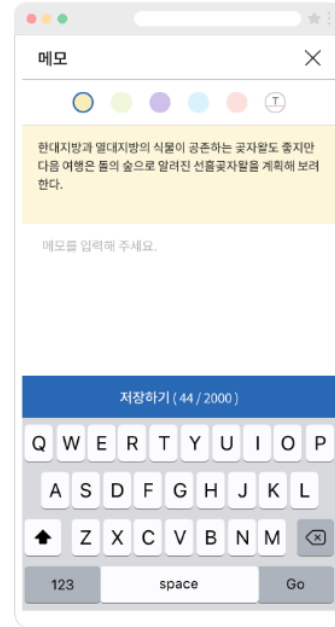 메모
T
한대지방과 열대지방의 식물이 공존하는 곶자왈도 좋지만
다음 여행은 돌의 숲으로 알려진 선흘곶자왈을 계획해 보려
한다.
메모를 입력해 주세요.
저장하기 ( 44 / 2000 )
Q W E R T Y U I O P
A S D F G H J K L
Z X C V B N M
123 space Go